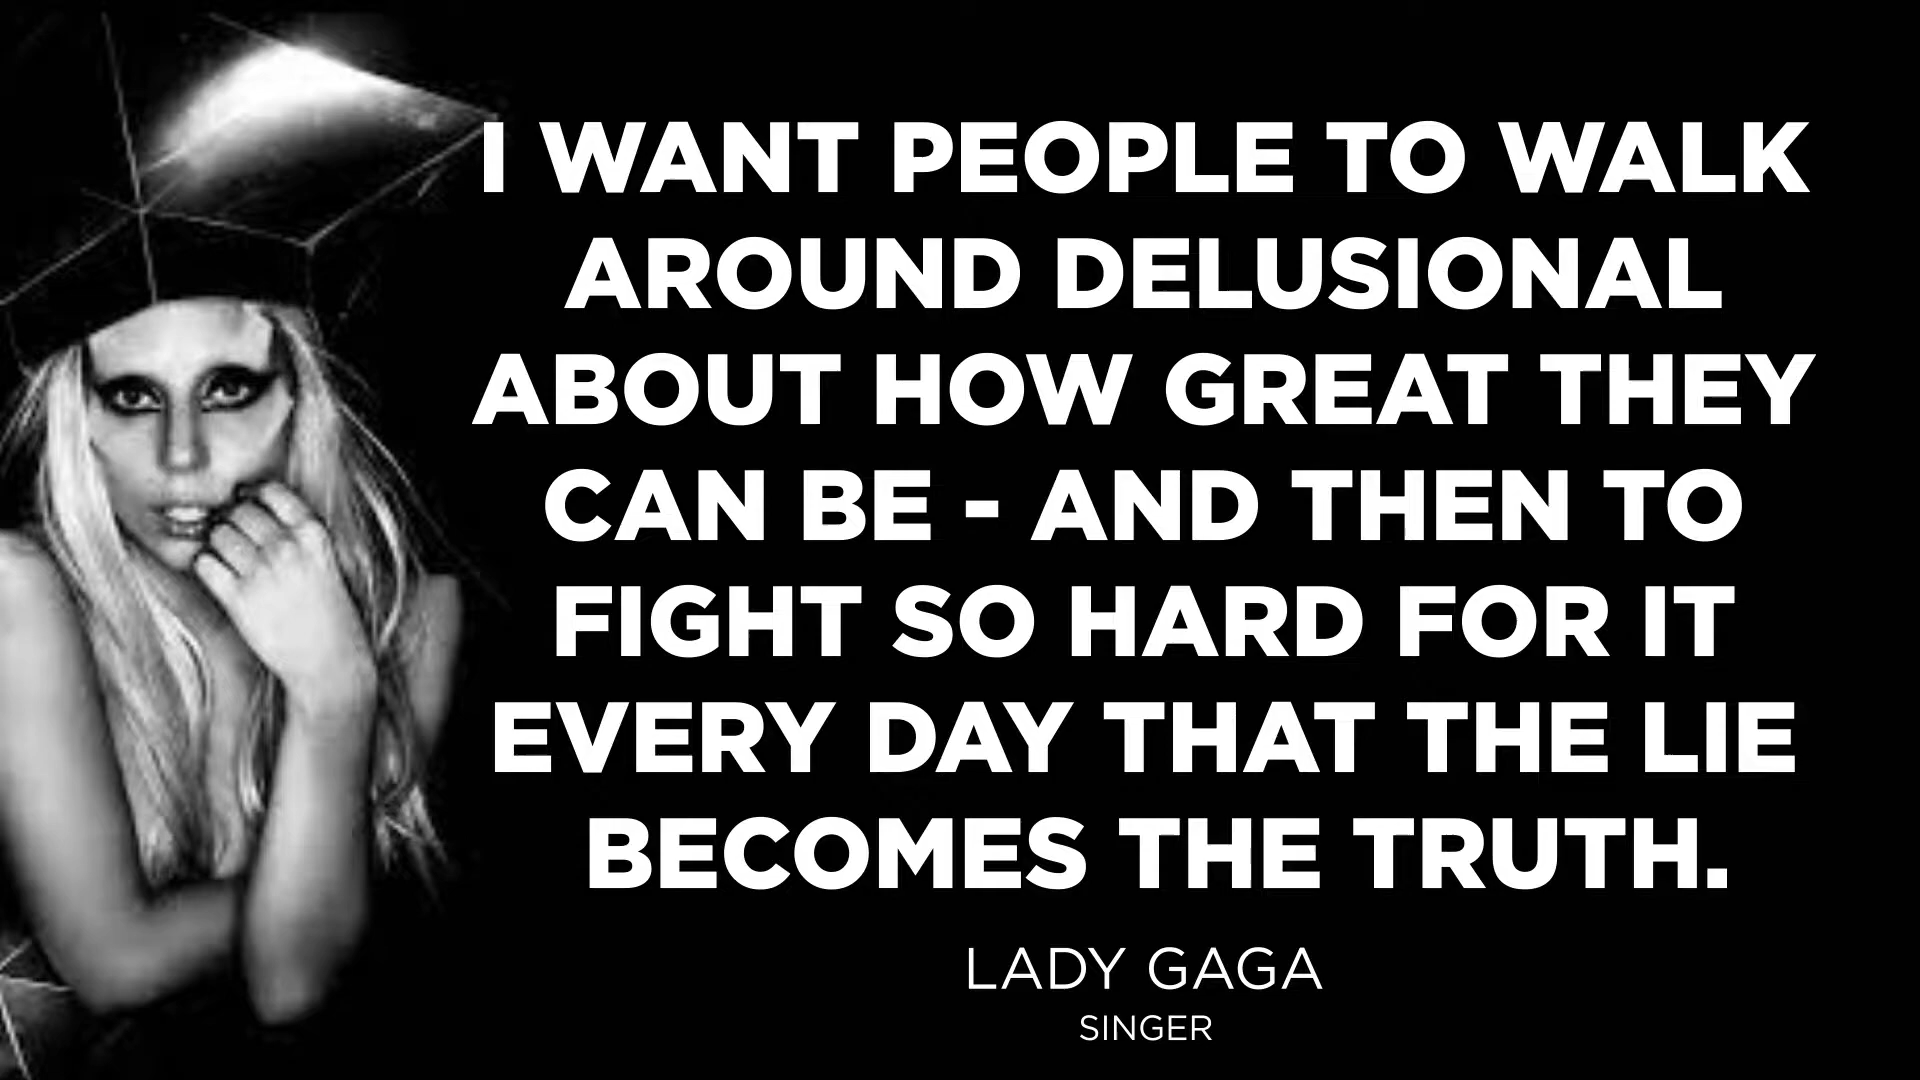 I WANT PEOPLE TO WALK
AROUND DELUSIONAL
ABOUT HOW GREAT THEY
CAN BE - AND THEN TO
FIGHT SO HARD FOR IT
EVERY DAY THAT THE LIE
BECOMES THE TRUTH.
LADY GAGA
SINGER